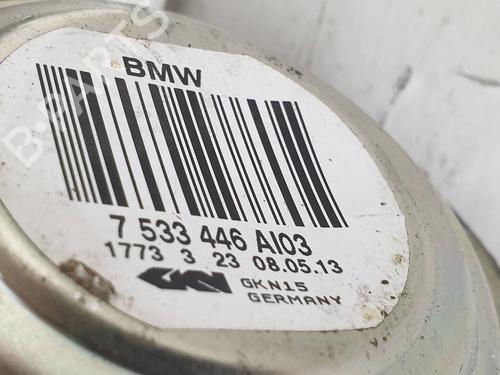 BMW
7 533 446 AI03
1773 3 23 08.05.13
GKN GKN15
GERMANY
B-PARTS